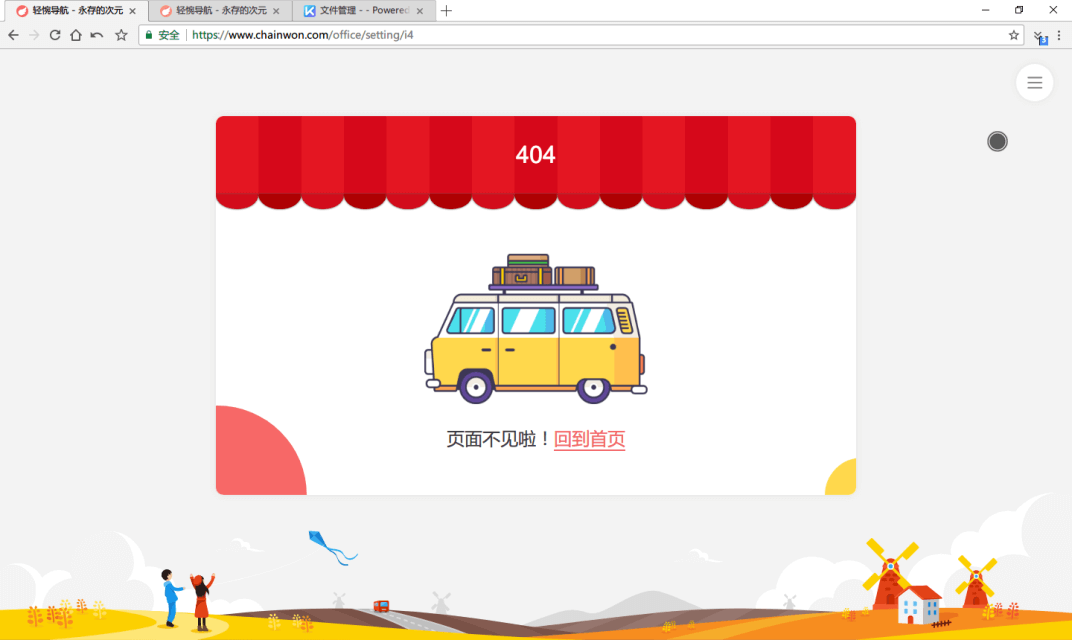 轻惋导航 - 永存的次元
轻惋导航 - 永存的次元
文件管理 - - Powered
安全
https://www.chainwon.com/office/setting/i4
404
页面不见啦！回到首页